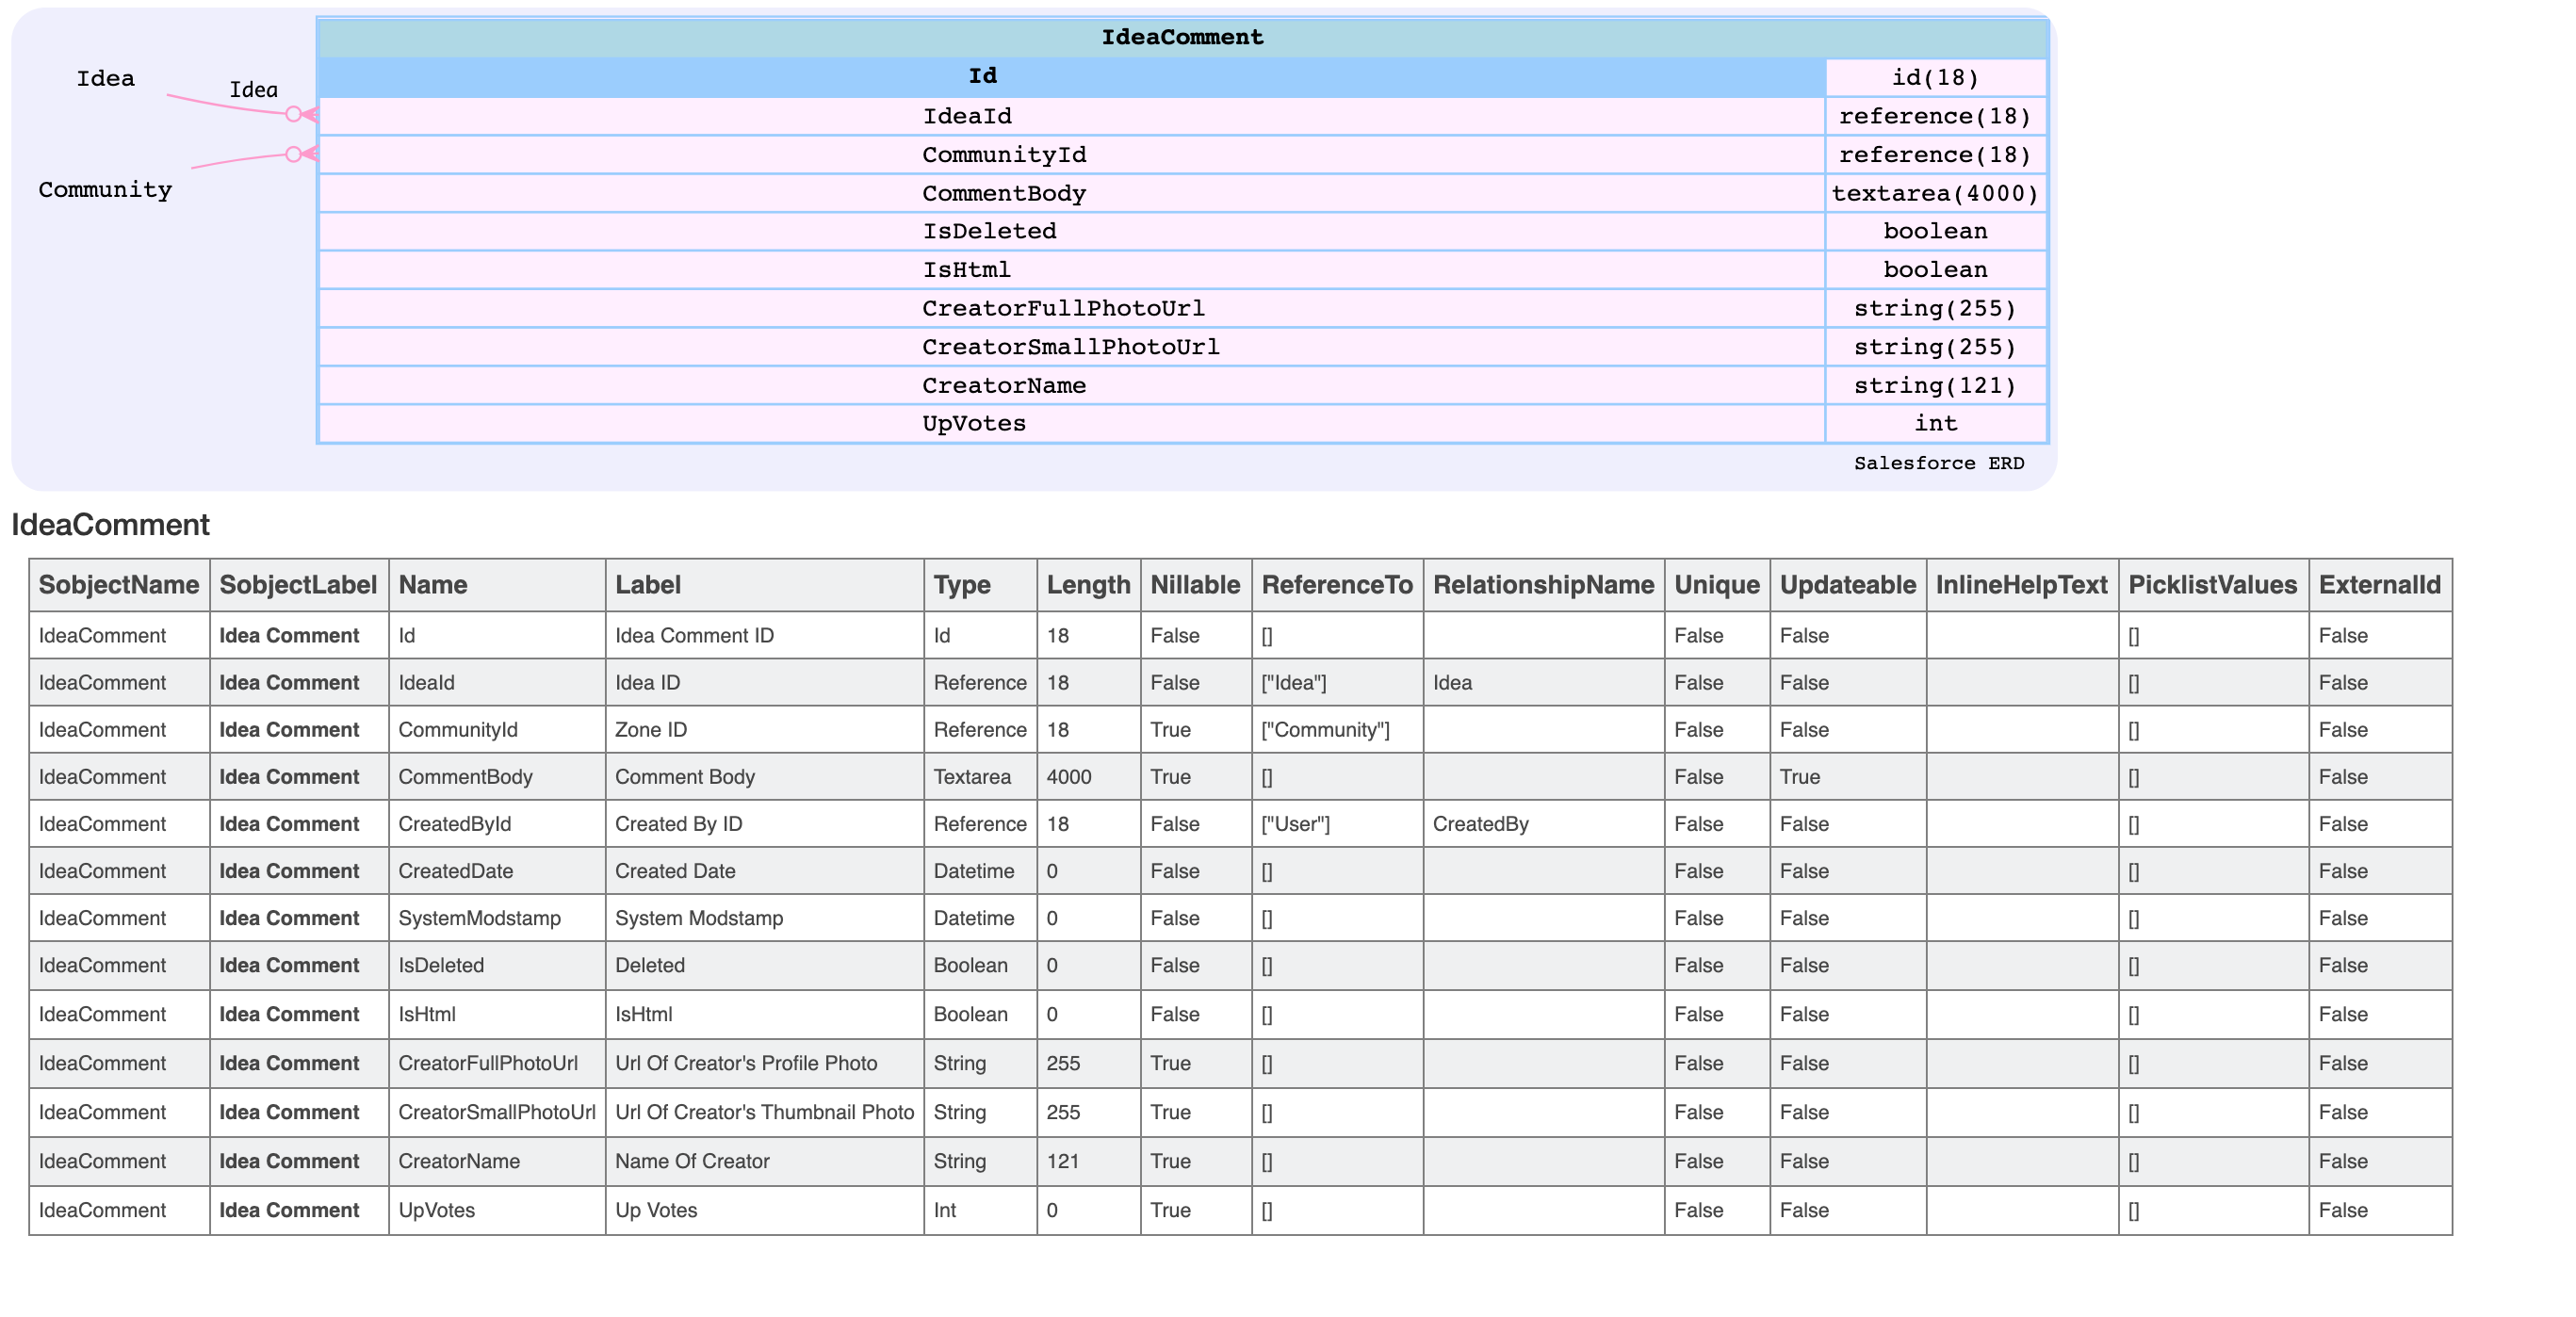 IdeaComment
Id id(18)
Idea Idea
IdeaId reference(18)
CommunityId reference(18)
Community
CommentBody textarea(4000)
IsDeleted boolean
IsHtml boolean
CreatorFullPhotoUrl string(255)
CreatorSmallPhotoUrl string(255)
CreatorName string(121)
UpVotes int
Salesforce ERD
IdeaComment
SobjectName SobjectLabel Name Label Type Length Nillable ReferenceTo RelationshipName Unique Updateable InlineHelpText PicklistValues ExternalId
IdeaComment Idea Comment Id Idea Comment ID Id 18 False [] False False [] False
IdeaComment Idea Comment IdeaId Idea ID Reference 18 False ["Idea"] Idea False False [] False
IdeaComment Idea Comment CommunityId Zone ID Reference 18 True ["Community"] False False [] False
IdeaComment Idea Comment CommentBody Comment Body Textarea 4000 True [] False True [] False
IdeaComment Idea Comment CreatedById Created By ID Reference 18 False ["User"] CreatedBy False False [] False
IdeaComment Idea Comment CreatedDate Created Date Datetime 0 False [] False False [] False
IdeaComment Idea Comment SystemModstamp System Modstamp Datetime 0 False [] False False [] False
IdeaComment Idea Comment IsDeleted Deleted Boolean 0 False [] False False [] False
IdeaComment Idea Comment IsHtml IsHtml Boolean 0 False [] False False [] False
IdeaComment Idea Comment CreatorFullPhotoUrl Url Of Creator's Profile Photo String 255 True [] False False [] False
IdeaComment Idea Comment CreatorSmallPhotoUrl Url Of Creator's Thumbnail Photo String 255 True [] False False [] False
IdeaComment Idea Comment CreatorName Name Of Creator String 121 True [] False False [] False
IdeaComment Idea Comment UpVotes Up Votes Int 0 True [] False False [] False